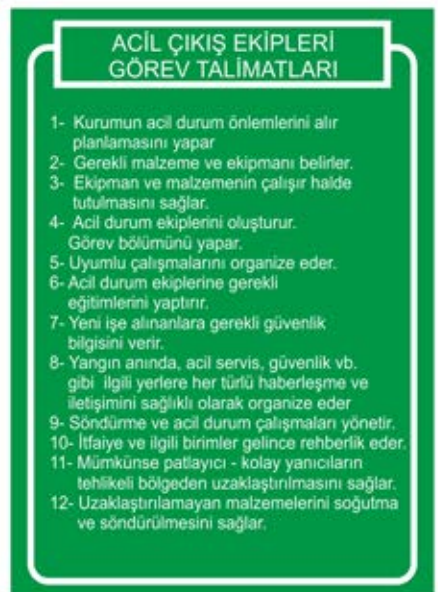 ACİL ÇIKIŞ EKİPLERİ
GÖREV TALİMATLARI
1- Kurumun acil durum önlemlerini alır
planlamasını yapar
2- Gerekli malzeme ve ekipmanı belirler.
3- Ekipman ve malzemenin çalışır halde
tutulmasını sağlar.
4- Acil durum ekiplerini oluşturur.
Görev bölümünü yapar.
5- Uyumlu çalışmalarını organize eder.
6- Acil durum ekiplerine gerekli
eğitimlerini yaptırır.
7- Yeni işe alınanlara gerekli güvenlik
bilgisini verir.
8- Yangın anında, acil servis, güvenlik vb.
gibi ilgili yerlere her türlü haberleşme ve
iletişimini sağlıklı olarak organize eder
9- Söndürme ve acil durum çalışmaları yönetir.
10- İtfaiye ve ilgili birimler gelince rehberlik eder.
11- Mümkünse patlayıcı - kolay yanıcıların
tehlikeli bölgeden uzaklaştırılmasını sağlar.
12- Uzaklaştırılamayan malzemelerini soğutma
ve söndürülmesini sağlar.